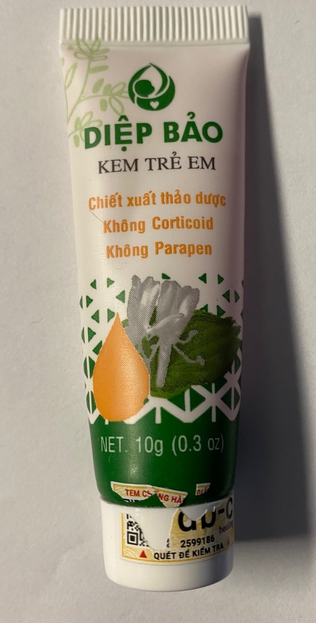 DIỆP BẢO
KEM TRẺ EM
Chiết xuất thảo dược
Không Corticoid
Không Parapen
NET. 10g (0.3 oz)
TEM
2599186
QUÉT ĐỂ KIỂM TRA